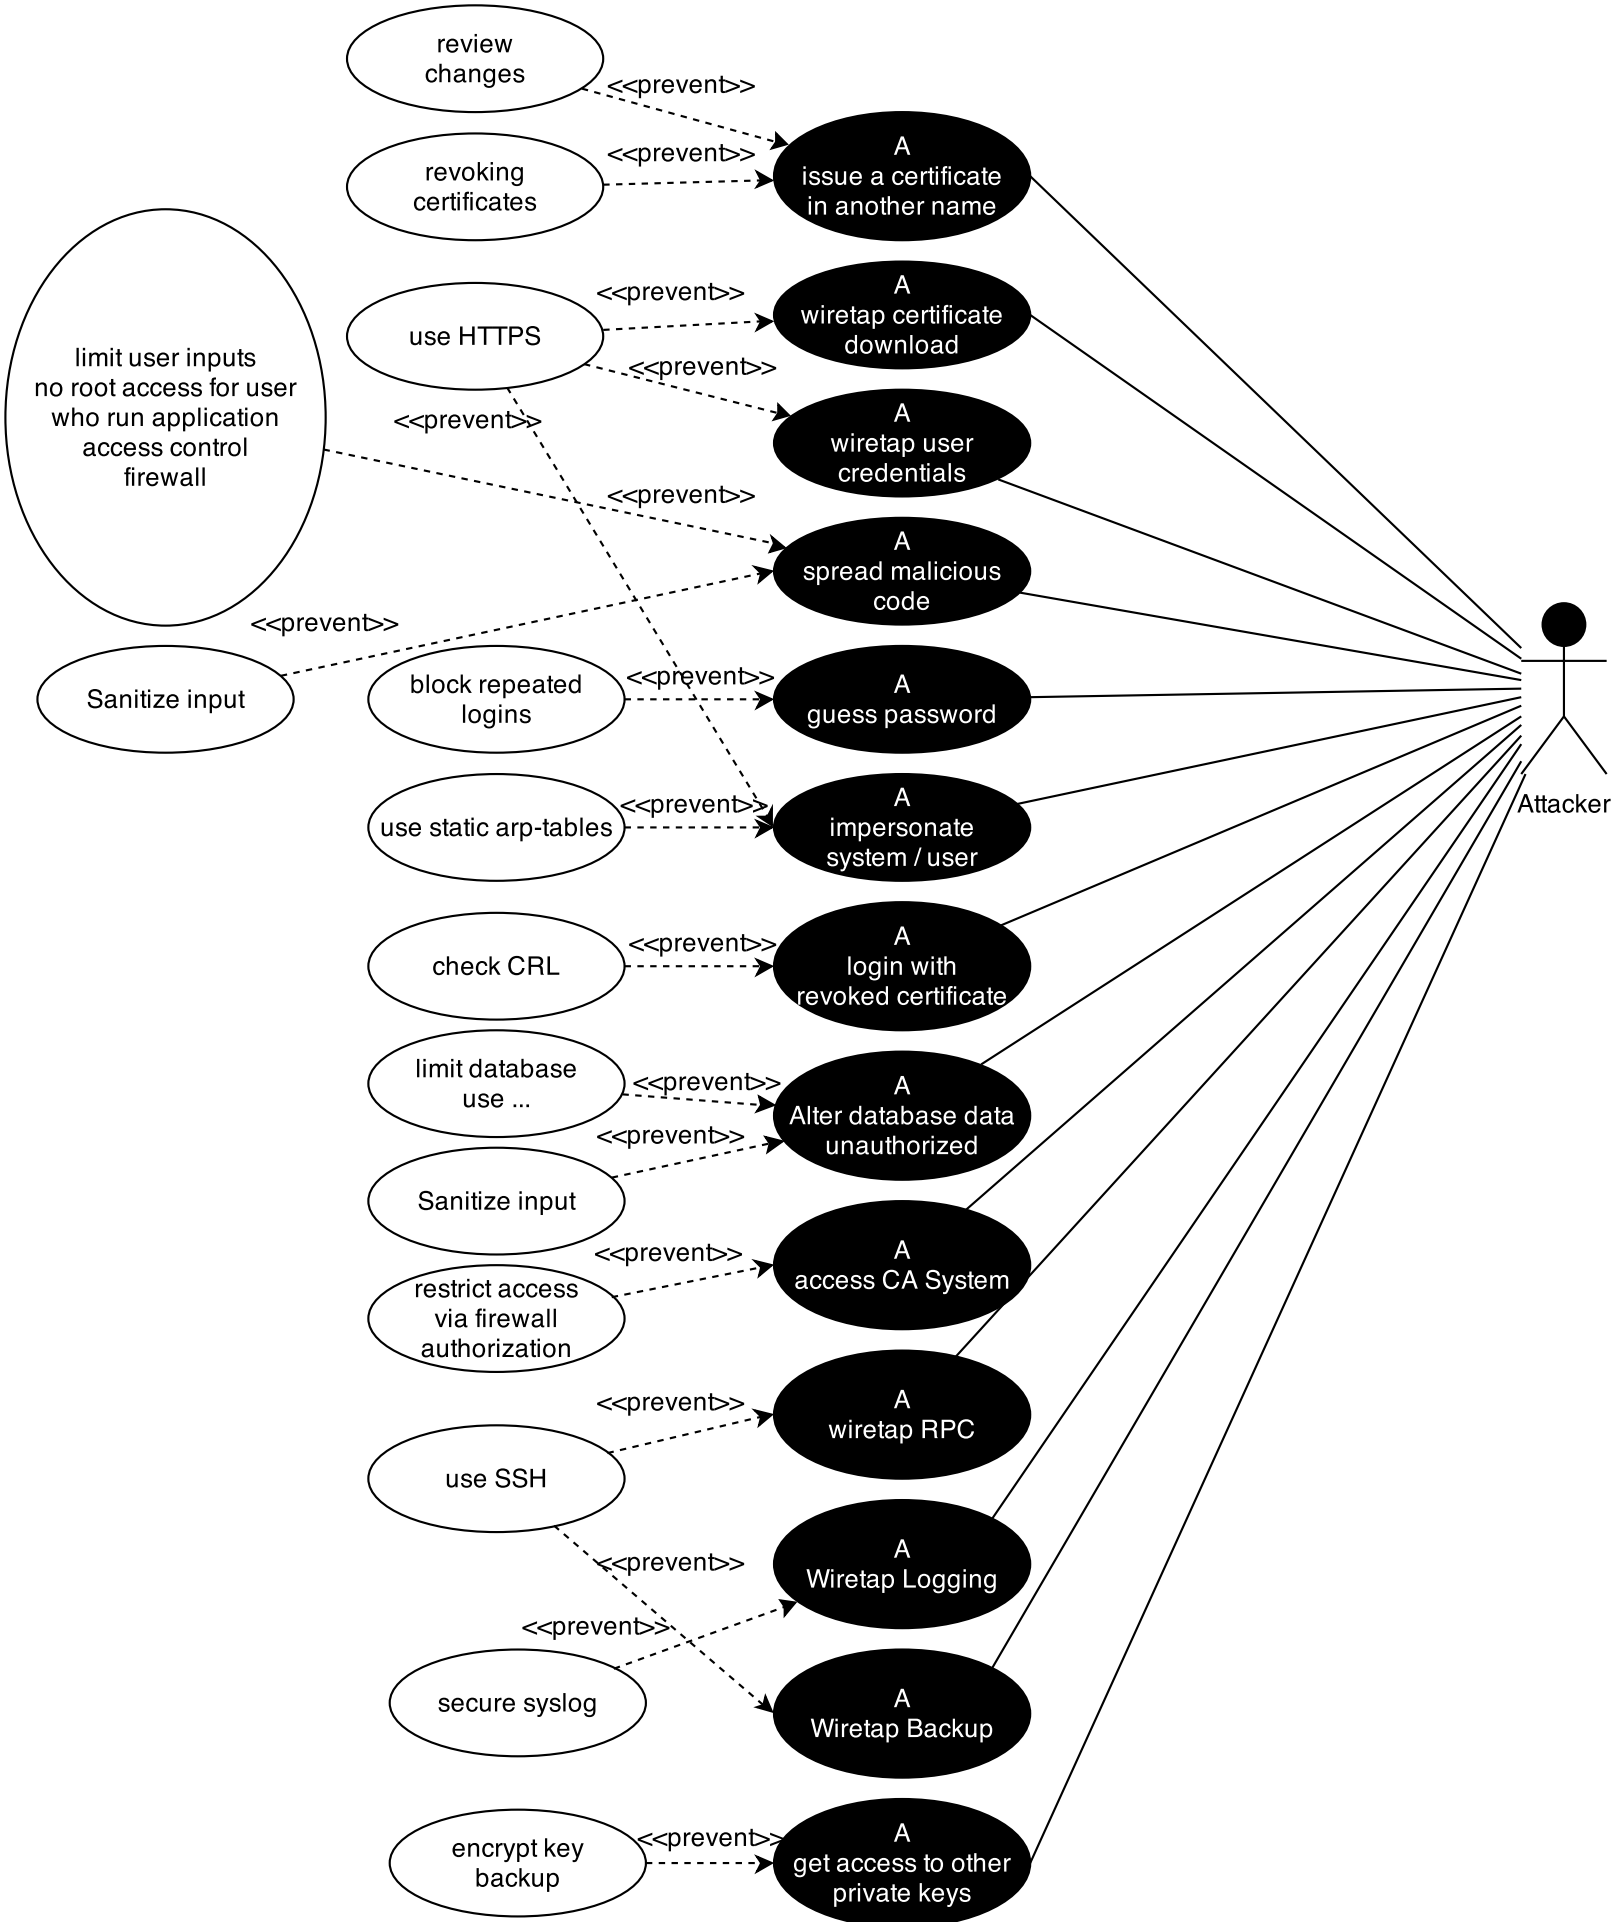 review
changes
<<prevent>>
A
issue a certificate
in another name
<<prevent>>
revoking
certificates
<<prevent>>
A
wiretap certificate
download
use HTTPS
<<prevent>>
limit user inputs
no root access for user
who run application
access control
firewall
<<prevent>>
A
wiretap user
credentials
<<prevent>>
A
spread malicious
code
<<prevent>>
Sanitize input
block repeated
logins
<<prevent>>
A
guess password
use static arp-tables
<<prevent>>
A
impersonate
system / user
Attacker
check CRL
<<prevent>>
A
login with
revoked certificate
limit database
use ...
<<prevent>>
A
Alter database data
unauthorized
<<prevent>>
Sanitize input
<<prevent>>
A
access CA System
restrict access
via firewall
authorization
<<prevent>>
A
wiretap RPC
use SSH
<<prevent>>
A
Wiretap Logging
<<prevent>>
secure syslog
A
Wiretap Backup
encrypt key
backup
<<prevent>>
A
get access to other
private keys